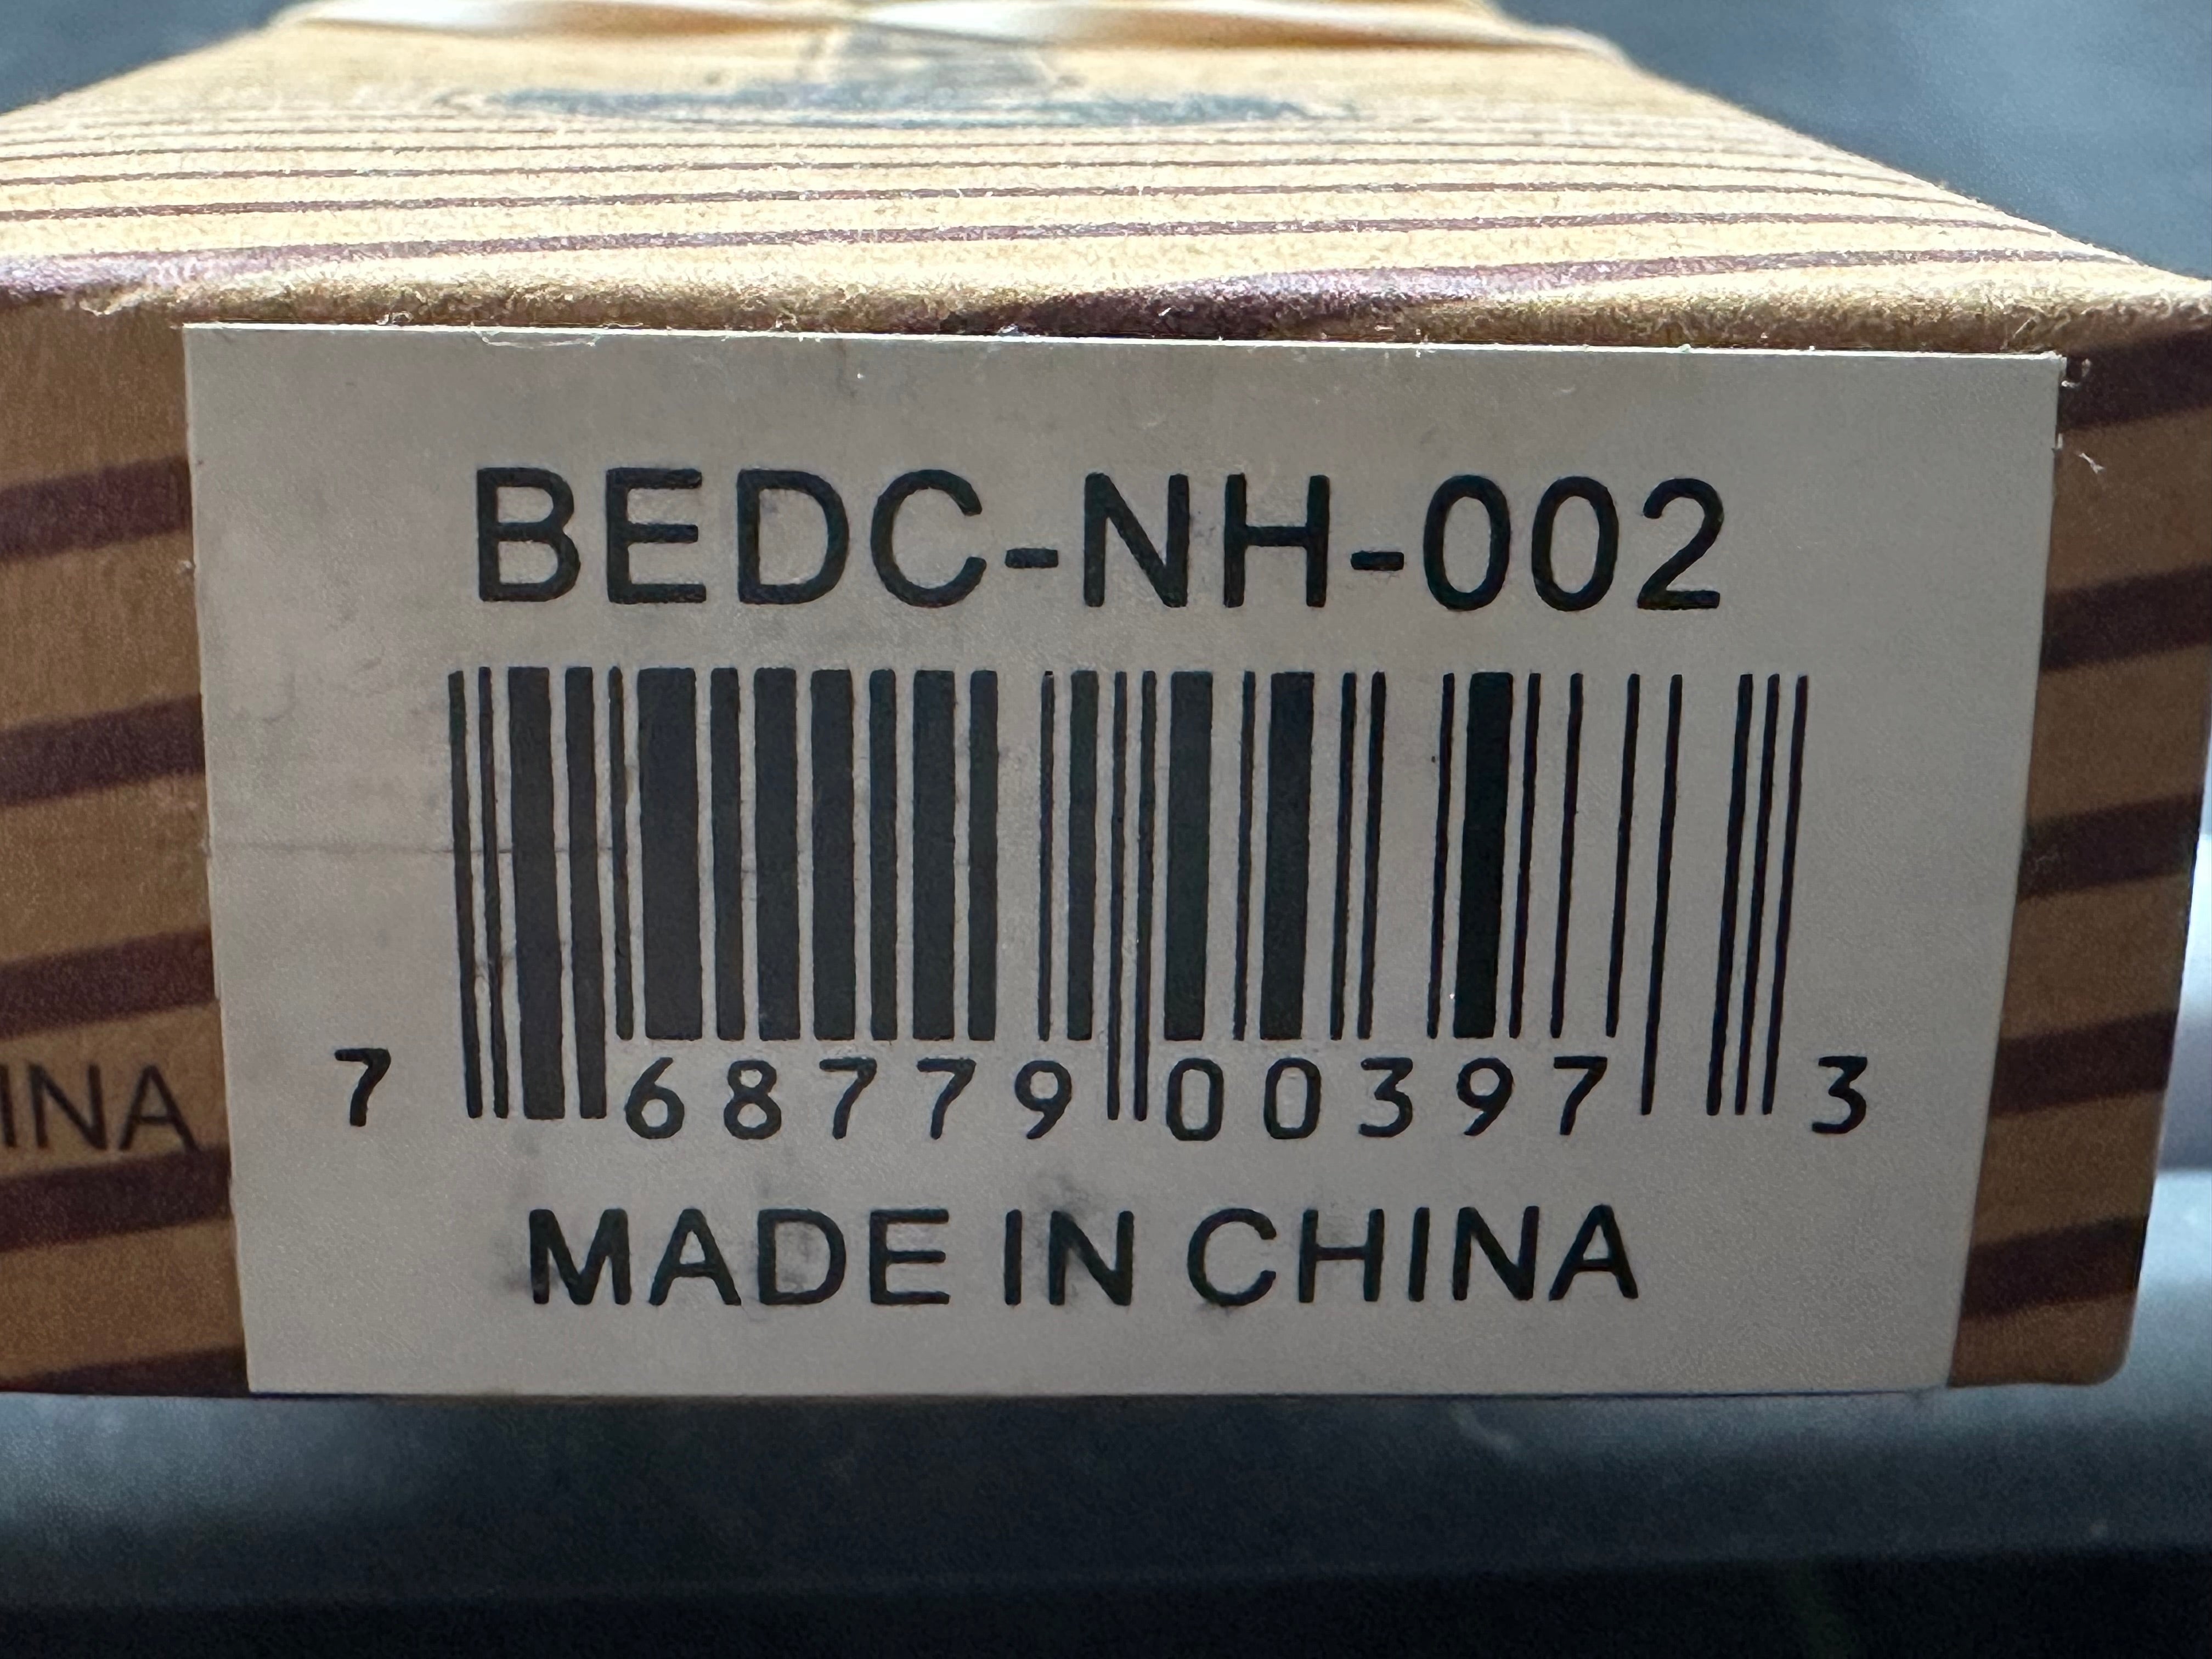 BEDC-NH-002
7 68779 00397 3
MADE IN CHINA
INA